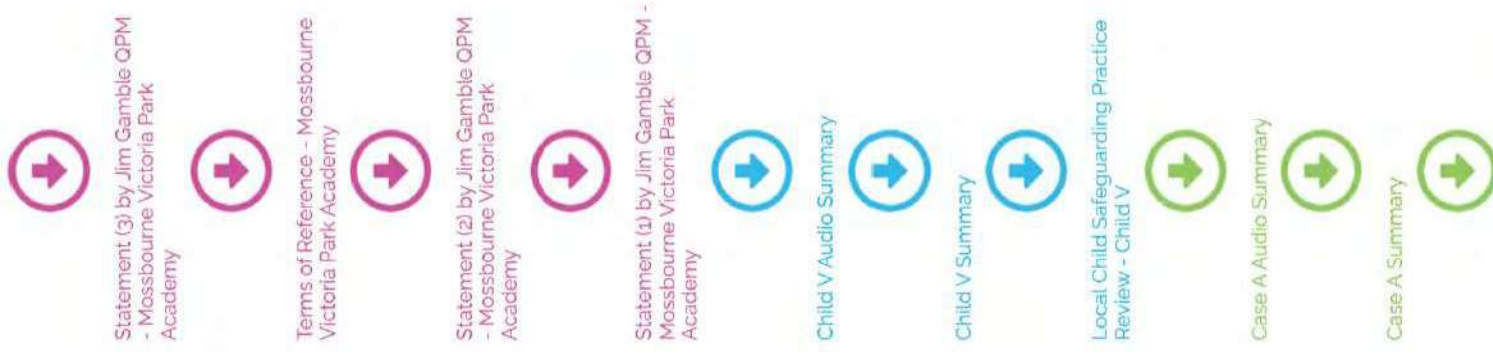 Statement (3) by Jim Gamble QPM
- Mossbourne Victoria Park
Academy
Terms of Reference - Mossbourne
Victoria Park Academy
Statement (2) by Jim Gamble QPM
- Mossbourne Victoria Park
Academy
Statement (1) by Jim Gamble QPM -
Mossbourne Victoria Park
Academy
Child V Audio Summary
Child V Summary
Local Child Safeguarding Practice
Review - Child V
Case A Audio Summary
Case A Summary